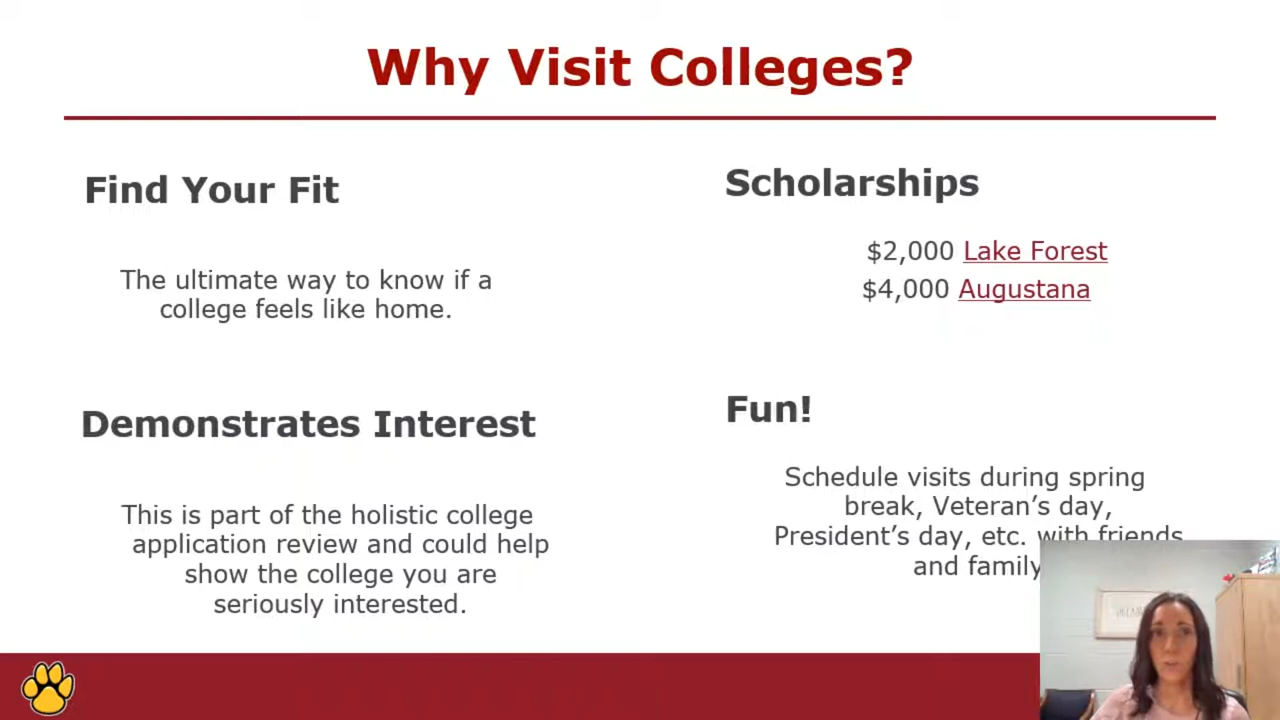 Why Visit Colleges?
Find Your Fit
The ultimate way to know if a
college feels like home.
Demonstrates Interest
This is part of the holistic college
application review and could help
show the college you are
seriously interested.
Scholarships
$2,000 Lake Forest
$4,000 Augustana
Fun!
Schedule visits during spring
break, Veteran’s day,
President’s day, etc. with friends
and family